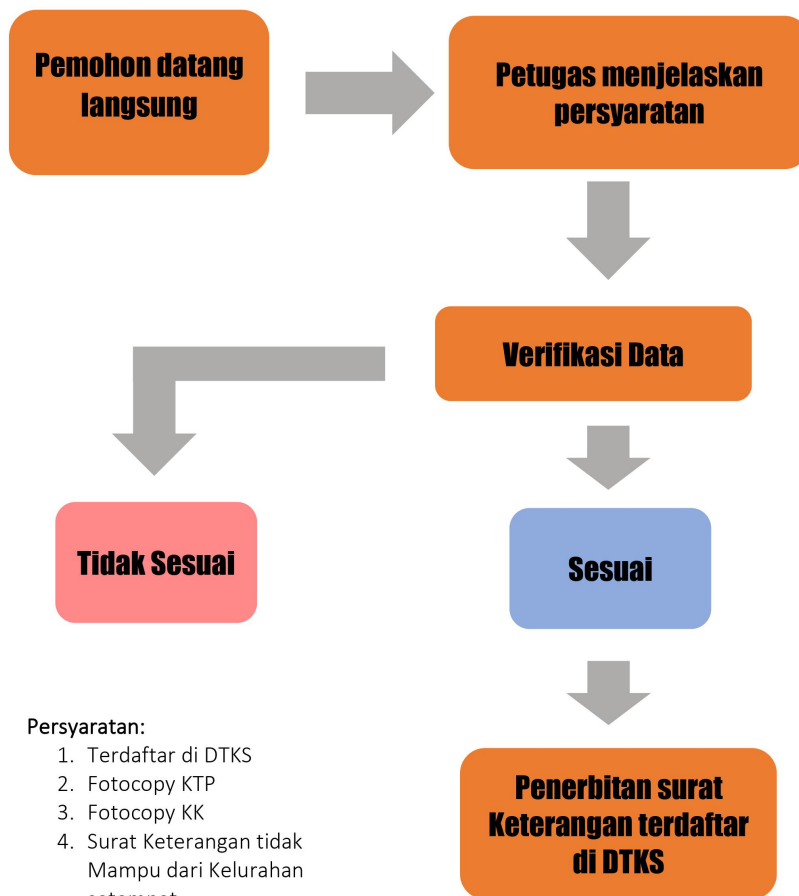 Pemohon datang
langsung
Petugas menjelaskan
persyaratan
Verifikasi Data
Tidak Sesuai
Sesuai
Persyaratan:
1. Terdaftar di DTKS
2. Fotocopy KTP
3. Fotocopy KK
4. Surat Keterangan tidak
Mampu dari Kelurahan
Penerbitan surat
Keterangan terdaftar
di DTKS